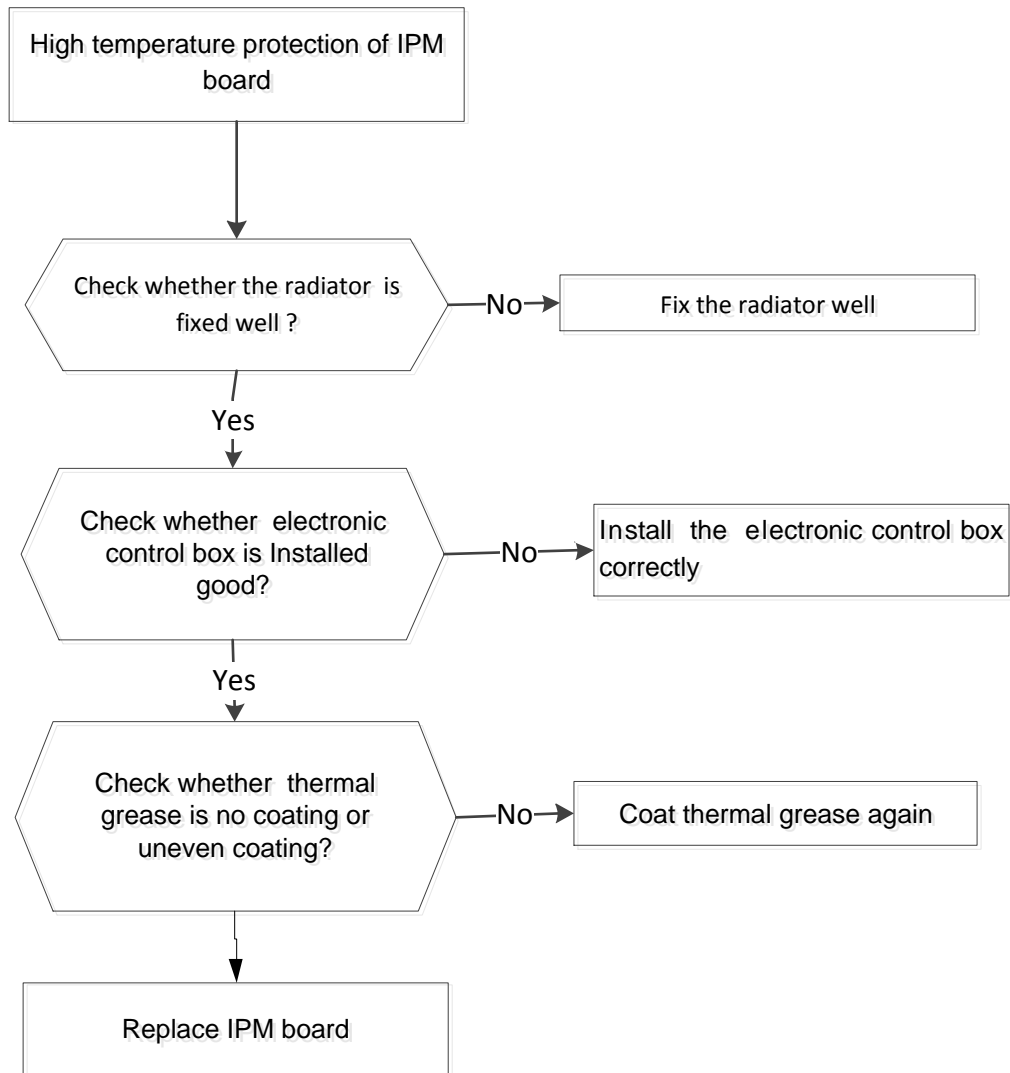 High temperature protection of IPM
board
Check whether the radiator is
fixed well ?
No
Fix the radiator well
Yes
Check whether electronic
control box is Installed
good?
No
Install the electronic control box
correctly
Yes
Check whether thermal
grease is no coating or
uneven coating?
No
Coat thermal grease again
Replace IPM board